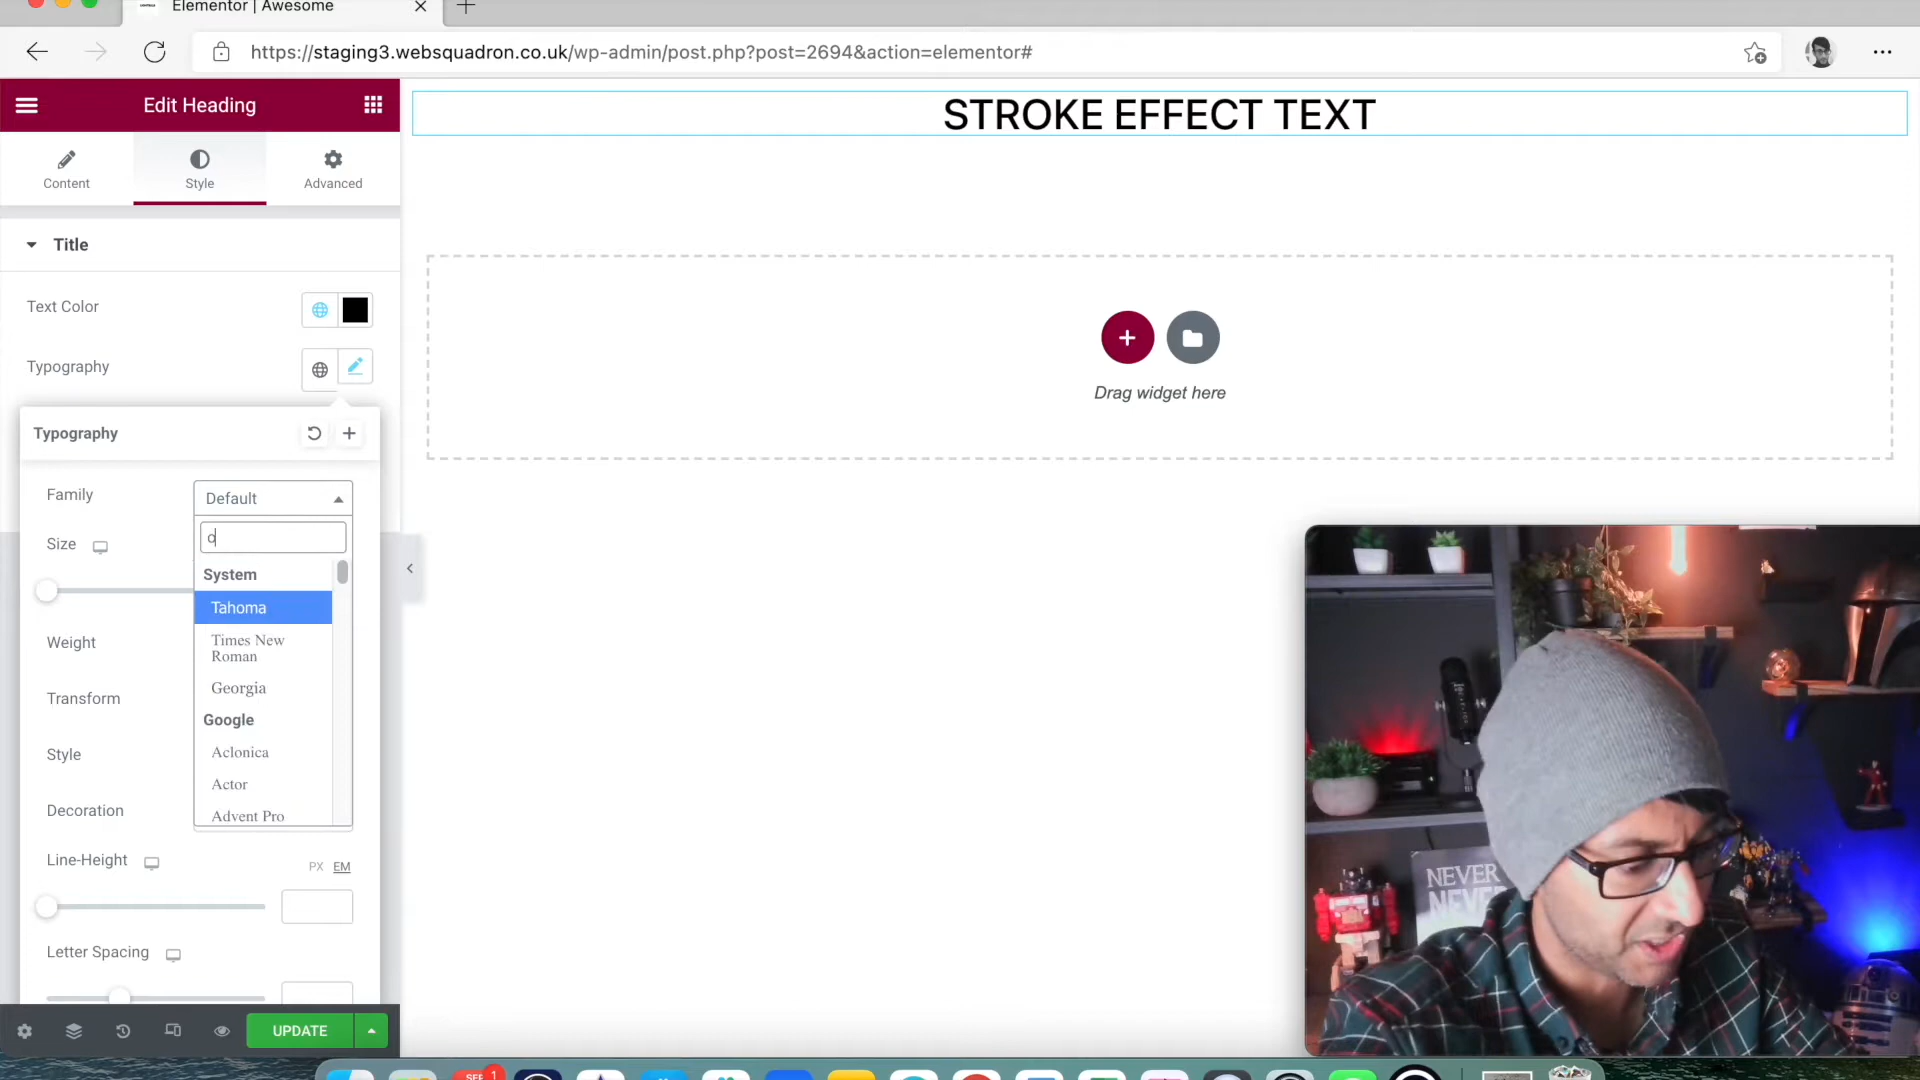 Elementor | Awesome
https://staging3.websquadron.co.uk/wp-admin/post.php?post=2694&action=elementor#
Edit Heading
Content
Style
Advanced
Title
Text Color
Typography
Typography
Family
Default
Size
o
System
Tahoma
Times New
Roman
Georgia
Google
Aclonica
Actor
Advent Pro
Weight
Transform
Style
Decoration
Line-Height
PX EM
Letter Spacing
UPDATE
STROKE EFFECT TEXT
Drag widget here
NEVER
NEVE
SEP 1